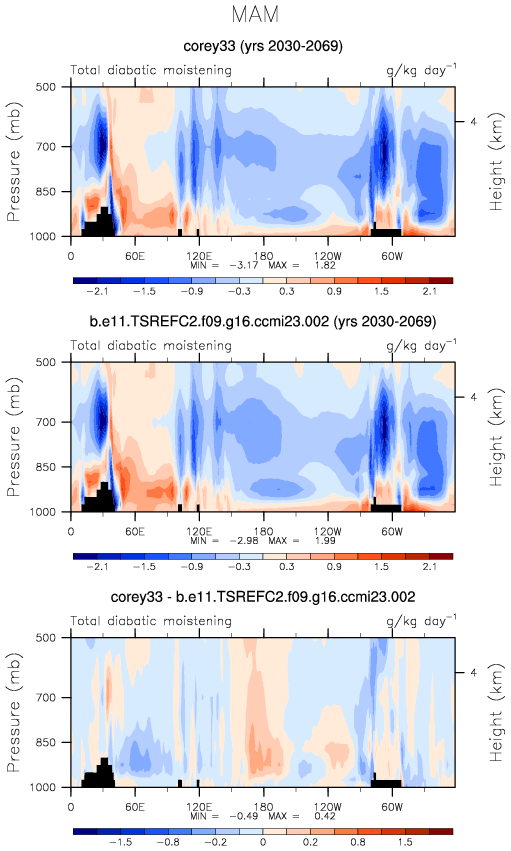 MAM
corey33 (yrs 2030-2069)
Total diabatic moistening g/kg day⁻¹
Pressure (mb)
500
700
850
1000
4
Height (km)
0 60E 120E 180 120W 60W
MIN = -3.17 MAX = 1.82
-2.1 -1.5 -0.9 -0.3 0.3 0.9 1.5 2.1
b.e11.TSREFC2.f09.g16.ccmi23.002 (yrs 2030-2069)
Total diabatic moistening g/kg day⁻¹
Pressure (mb)
500
700
850
1000
4
Height (km)
0 60E 120E 180 120W 60W
MIN = -2.98 MAX = 1.99
-2.1 -1.5 -0.9 -0.3 0.3 0.9 1.5 2.1
corey33 - b.e11.TSREFC2.f09.g16.ccmi23.002
Total diabatic moistening g/kg day⁻¹
Pressure (mb)
500
700
850
1000
4
Height (km)
0 60E 120E 180 120W 60W
MIN = -0.49 MAX = 0.42
-1.5 -0.8 -0.2 0 0.2 0.8 1.5